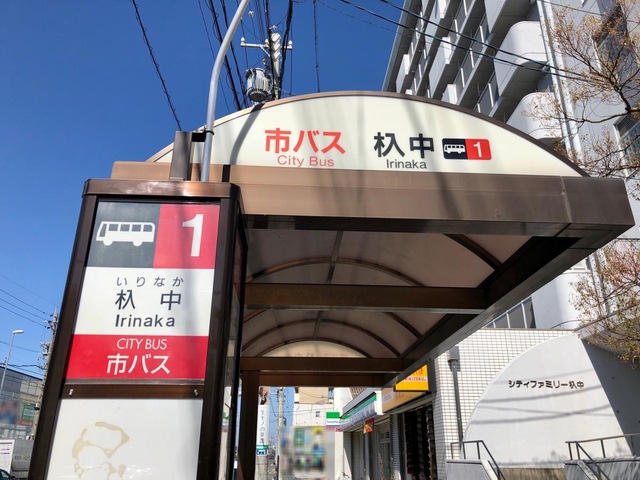 市バス 杁中 1
City Bus Irinaka
1
いりなか
杁中
Irinaka
CITY BUS
市バス
シティファミリー杁中